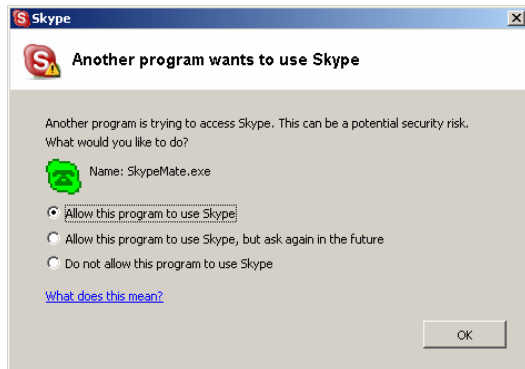 Skype
Another program wants to use Skype
Another program is trying to access Skype. This can be a potential security risk.
What would you like to do?
Name: SkypeMate.exe
Allow this program to use Skype
Allow this program to use Skype, but ask again in the future
Do not allow this program to use Skype
What does this mean?
OK